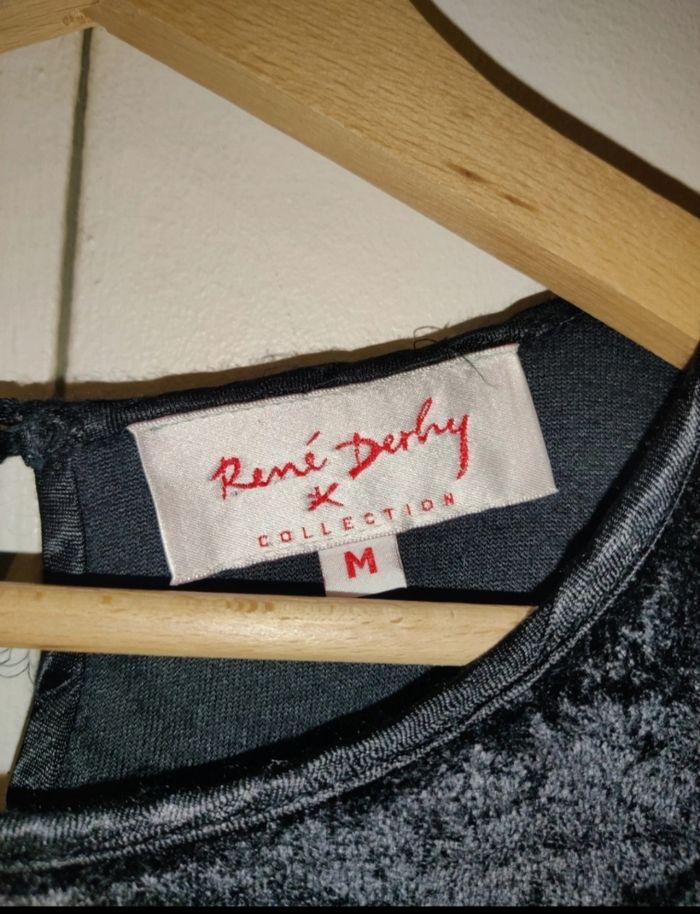 René Derhy
COLLECTION
M